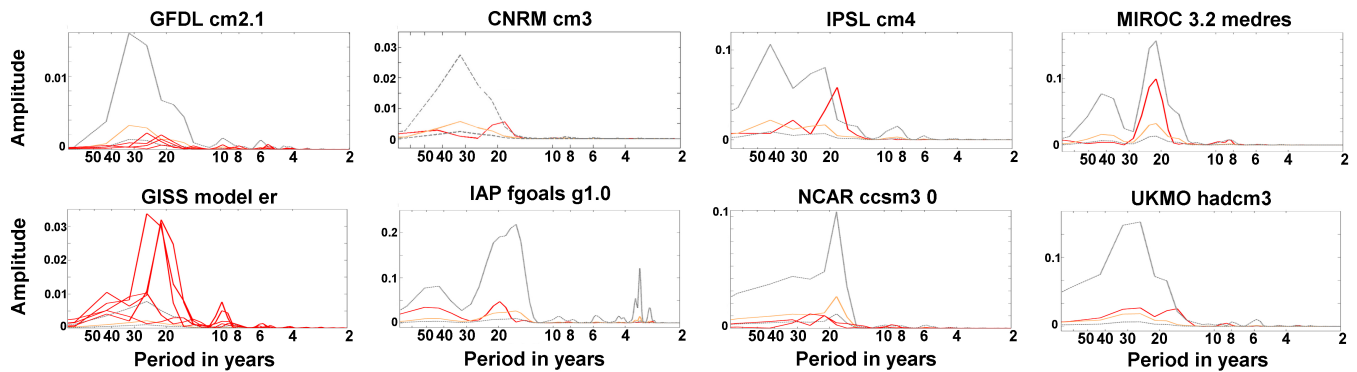 GFDL cm2.1 CNRM cm3 IPSL cm4 MIROC 3.2 medres
Amplitude
0.01
0
50 40 30 20 10 8 6 4 2
0.03
0.02
0.01
0.005
0
50 40 30 20 10 8 6 4 2
0.1
0
50 40 30 20 10 8 6 4 2
0.1
0
50 40 30 20 10 8 6 4 2
GISS model er IAP fgoals g1.0 NCAR ccsm3 0 UKMO hadcm3
Amplitude
0.03
0.02
0.01
0
50 40 30 20 10 8 6 4 2
0.2
0.1
0
50 40 30 20 10 8 6 4 2
0.1
0
50 40 30 20 10 8 6 4 2
0.1
0
50 40 30 20 10 8 6 4 2
Period in years Period in years Period in years Period in years